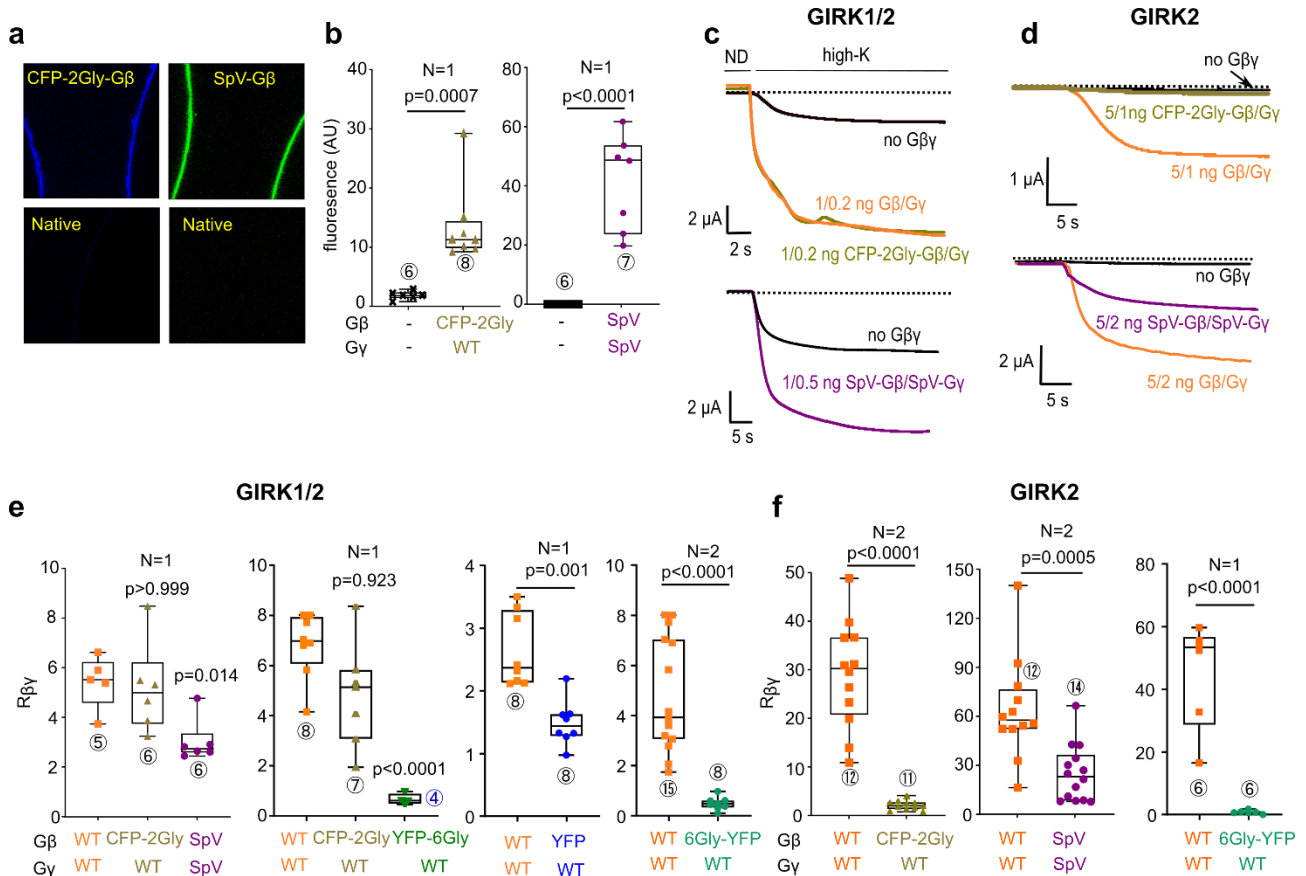 a
CFP-2Gly-Gβ
SpV-Gβ
Native
Native
b
N=1
p=0.0007
N=1
p<0.0001
fluoresence (AU)
40
30
20
10
0
80
60
40
20
0
⑥
⑧
⑥
⑦
Gβ - CFP-2Gly - SpV
Gγ - WT - SpV
GIRK1/2
c
ND
high-K
no Gβγ
1/0.2 ng Gβ/Gγ
1/0.2 ng CFP-2Gly-Gβ/Gγ
2 µA
2 s
no Gβγ
1/0.5 ng SpV-Gβ/SpV-Gγ
2 µA
5 s
GIRK2
d
no Gβγ
5/1ng CFP-2Gly-Gβ/Gγ
5/1 ng Gβ/Gγ
1 µA
5 s
no Gβγ
5/2 ng SpV-Gβ/SpV-Gγ
5/2 ng Gβ/Gγ
2 µA
5 s
GIRK1/2
e
N=1
p>0.999
p=0.014
Rβγ
8
6
4
2
0
⑤
⑥
⑥
Gβ WT CFP-2Gly SpV
Gγ WT WT SpV
N=1
p=0.923
p<0.0001
10
8
6
4
2
0
⑧
⑦
④
WT CFP-2Gly YFP-6Gly
WT WT WT
N=1
p=0.001
4
3
2
1
0
⑧
⑧
WT YFP
WT WT
N=2
p<0.0001
10
8
6
4
2
0
⑮
⑧
WT 6Gly-YFP
WT WT
GIRK2
f
N=2
p<0.0001
Rβγ
50
40
30
20
10
0
⑫
⑪
Gβ WT CFP-2Gly
Gγ WT WT
N=2
p=0.0005
150
120
90
60
30
0
⑫
⑭
WT SpV
WT SpV
N=1
p<0.0001
80
60
40
20
0
⑥
⑥
WT 6Gly-YFP
WT WT